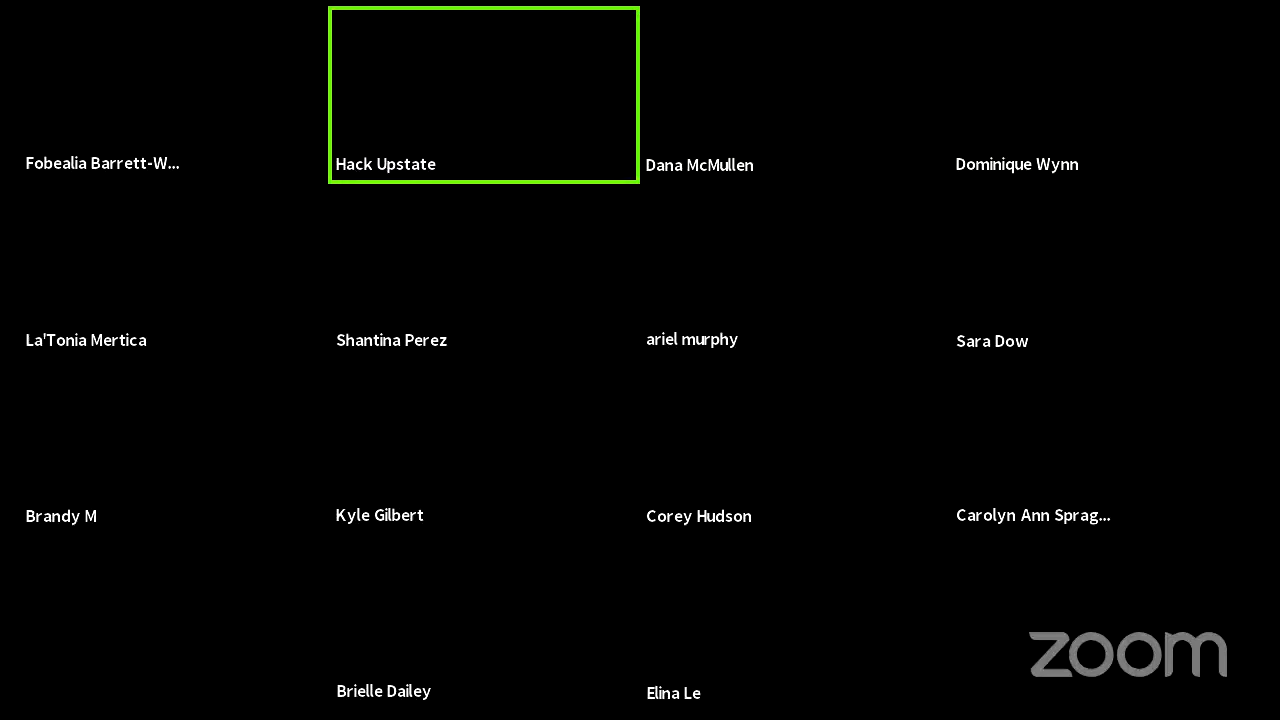 Fobealia Barrett-W...
Hack Upstate
Dana McMullen
Dominique Wynn
La'Tonia Mertica
Shantina Perez
ariel murphy
Sara Dow
Brandy M
Kyle Gilbert
Corey Hudson
Carolyn Ann Sprag...
Brielle Dailey
Elina Le
zoom